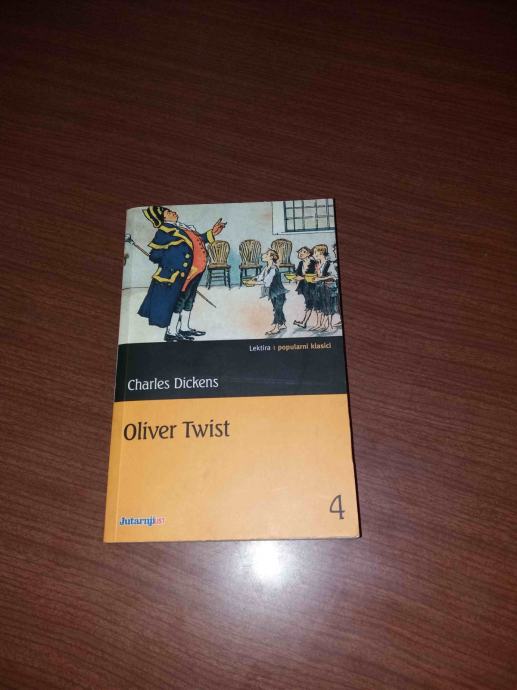 Lektira i popularni klasici
Charles Dickens
Oliver Twist
4
Jutarnji LIST